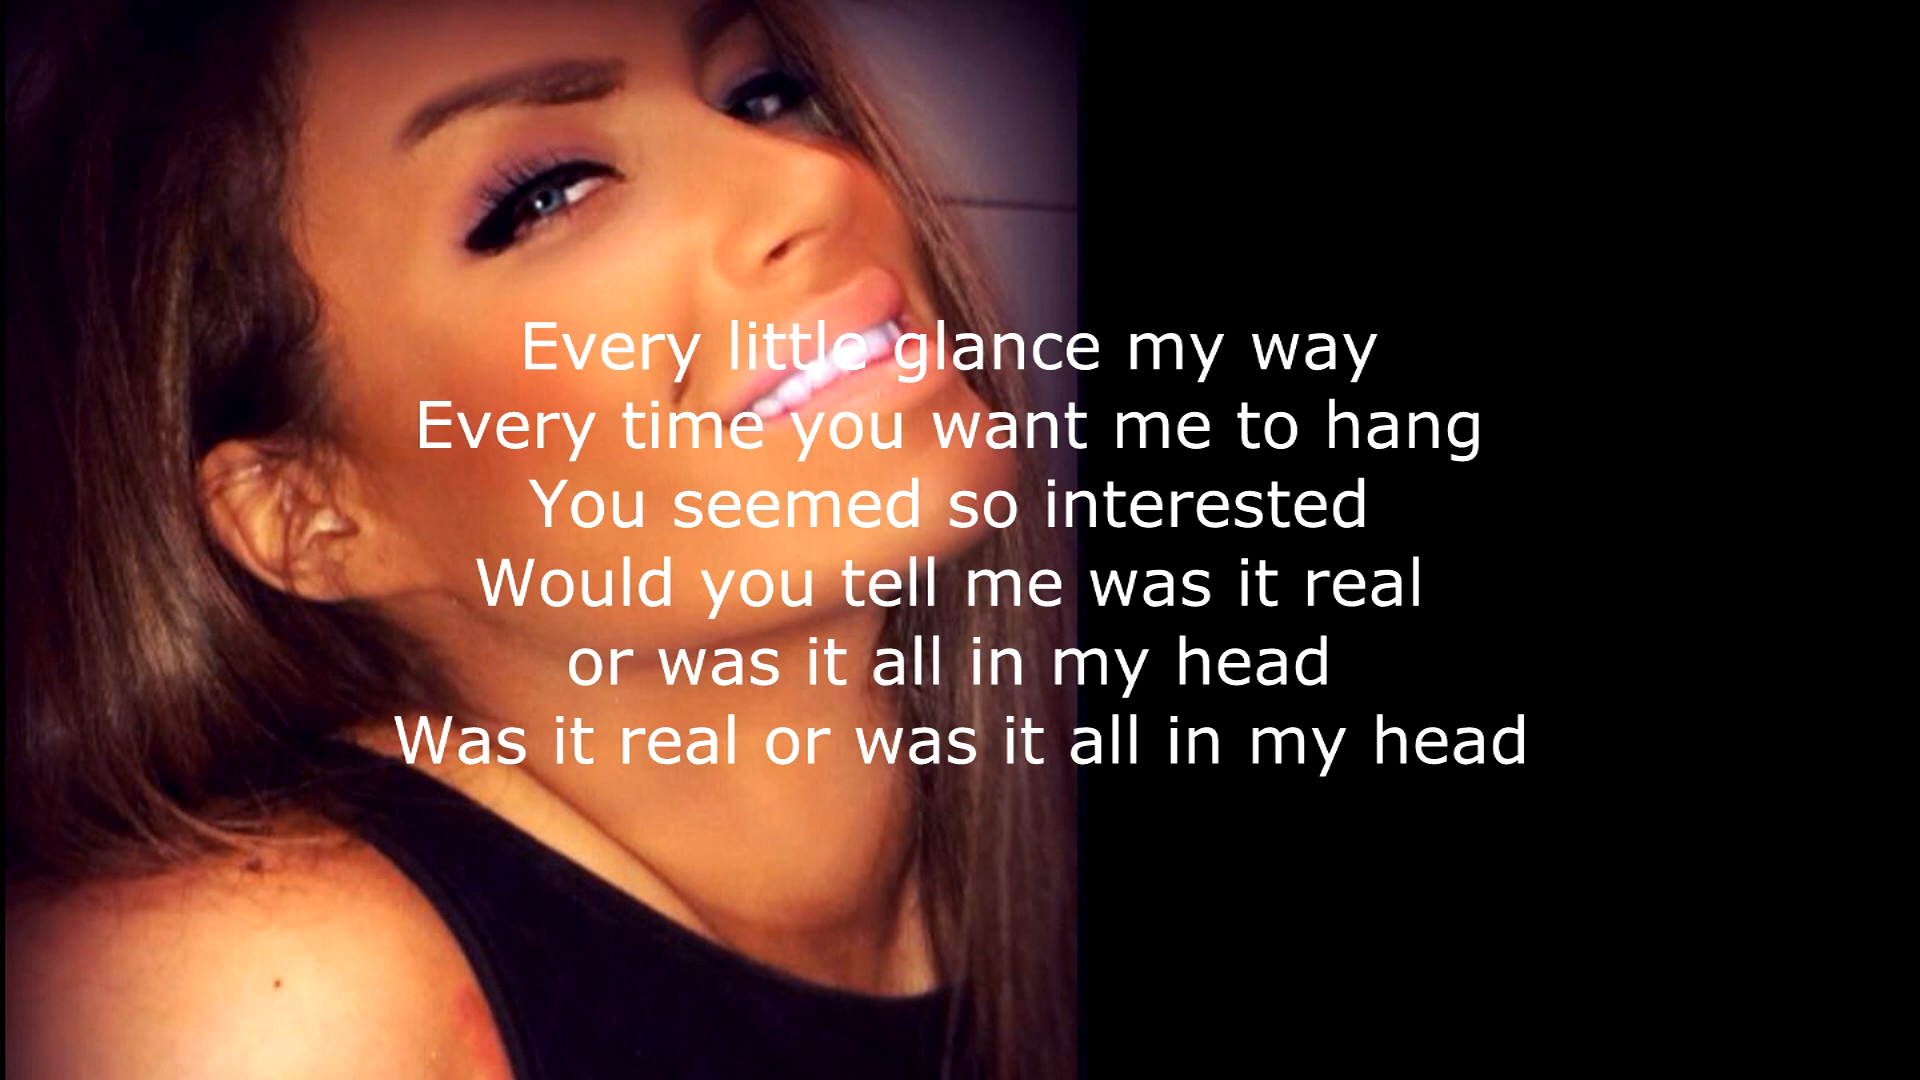 Every little glance my way
Every time you want me to hang
You seemed so interested
Would you tell me was it real
or was it all in my head
Was it real or was it all in my head